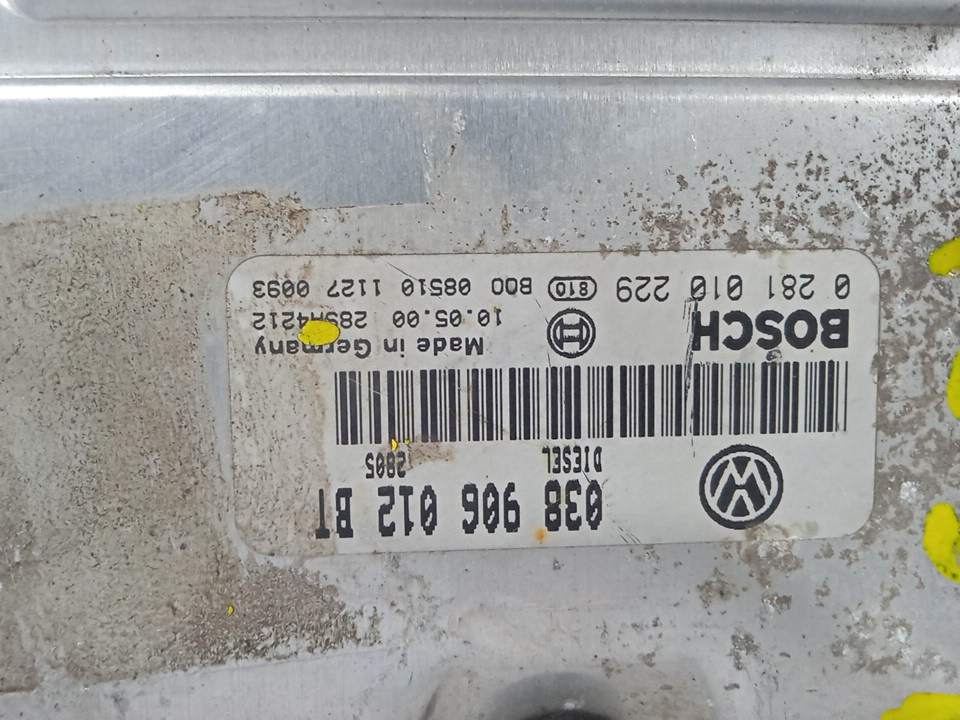 038 906 012 BT
DIESEL 2805
Made in Germany
BOSCH 10.05.00
0 281 010 229 810 B00 08510 1127 0093